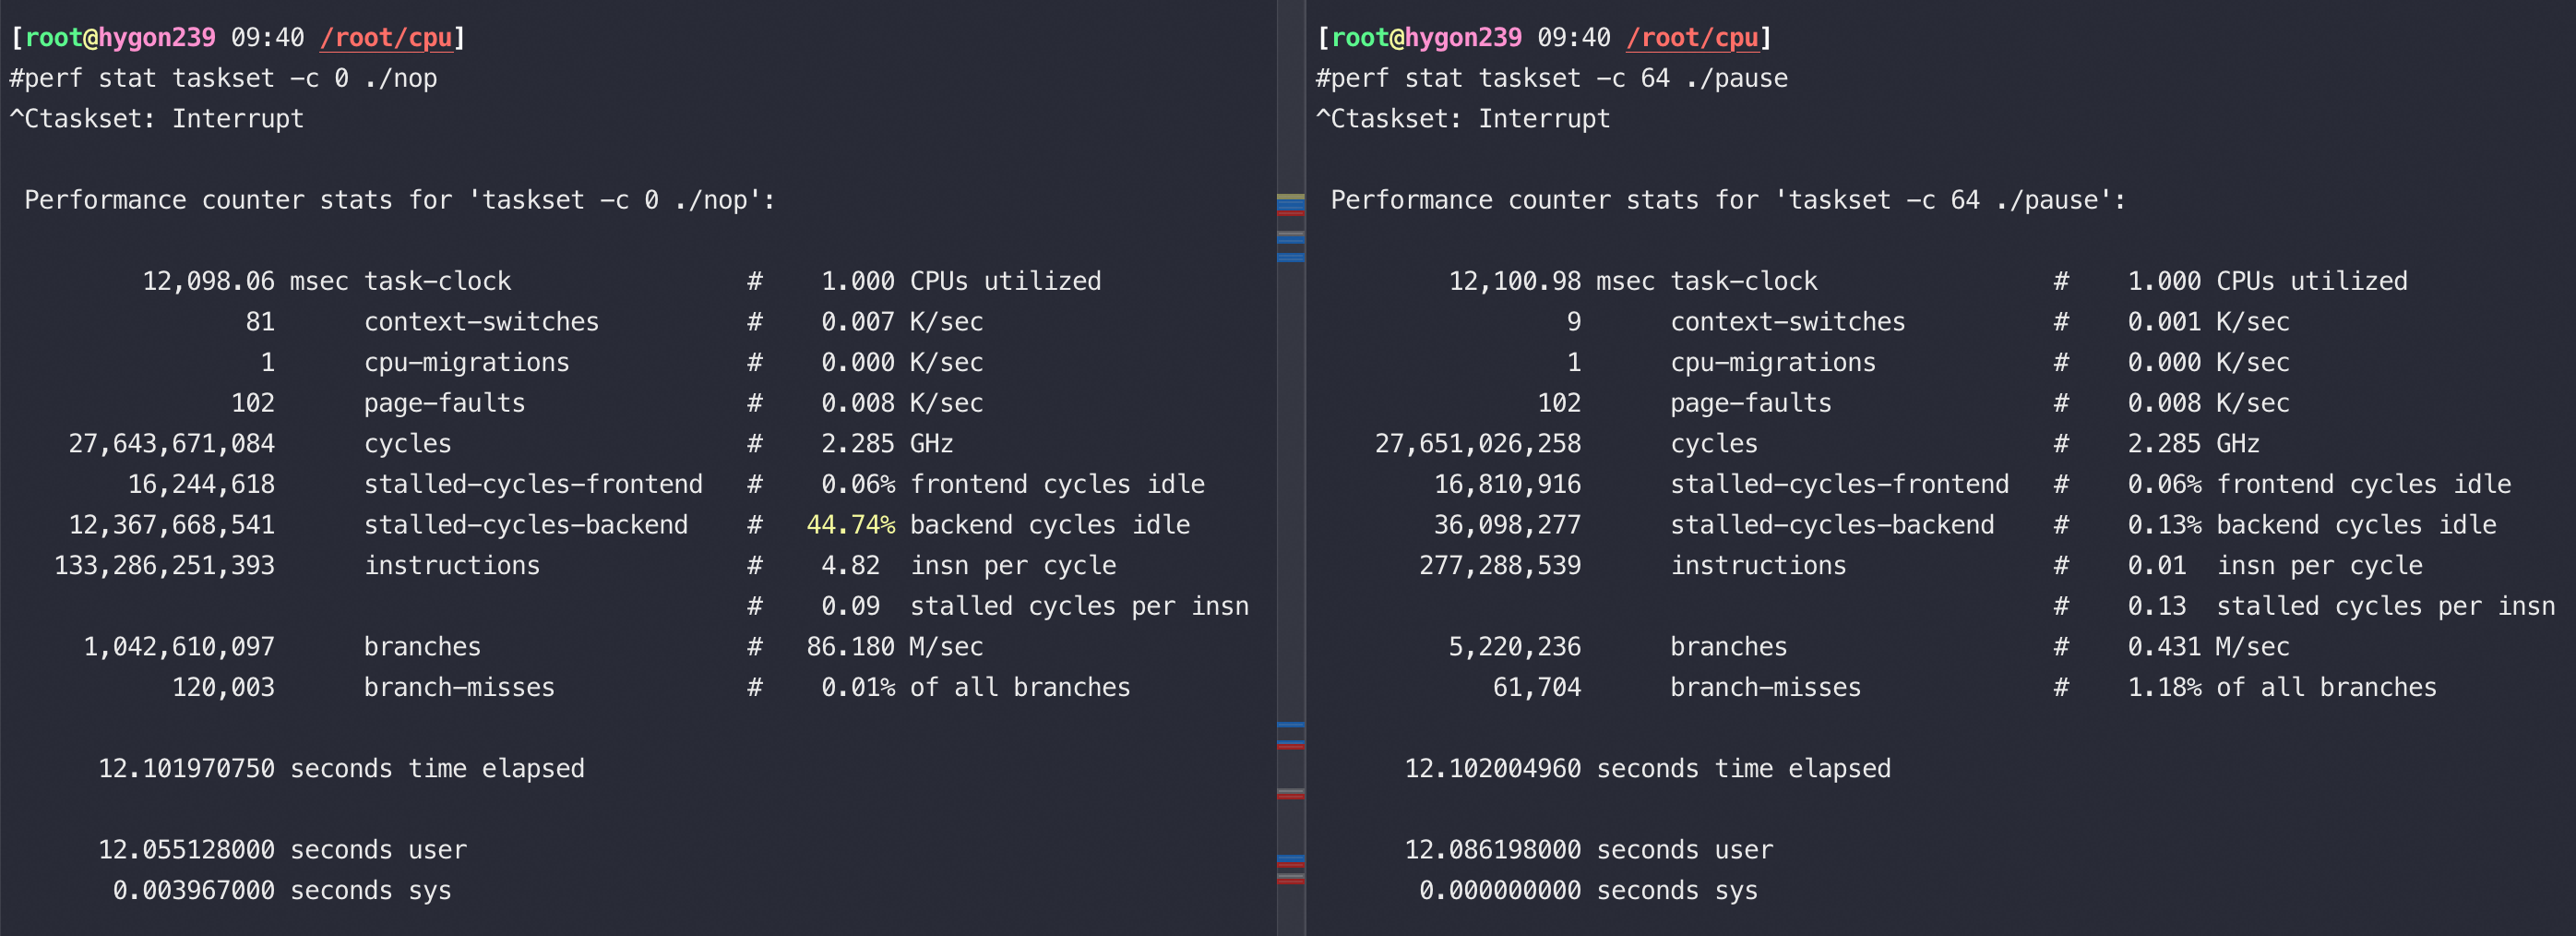 [root@hygon239 09:40 /root/cpu]
#perf stat taskset -c 0 ./nop
^Ctaskset: Interrupt
Performance counter stats for 'taskset -c 0 ./nop':
12,098.06 msec task-clock # 1.000 CPUs utilized
81 context-switches # 0.007 K/sec
1 cpu-migrations # 0.000 K/sec
102 page-faults # 0.008 K/sec
27,643,671,084 cycles # 2.285 GHz
16,244,618 stalled-cycles-frontend # 0.06% frontend cycles idle
12,367,668,541 stalled-cycles-backend # 44.74% backend cycles idle
133,286,251,393 instructions # 4.82 insn per cycle
# 0.09 stalled cycles per insn
1,042,610,097 branches # 86.180 M/sec
120,003 branch-misses # 0.01% of all branches
12.101970750 seconds time elapsed
12.055128000 seconds user
0.003967000 seconds sys
[root@hygon239 09:40 /root/cpu]
#perf stat taskset -c 64 ./pause
^Ctaskset: Interrupt
Performance counter stats for 'taskset -c 64 ./pause':
12,100.98 msec task-clock # 1.000 CPUs utilized
9 context-switches # 0.001 K/sec
1 cpu-migrations # 0.000 K/sec
102 page-faults # 0.008 K/sec
27,651,026,258 cycles # 2.285 GHz
16,810,916 stalled-cycles-frontend # 0.06% frontend cycles idle
36,098,277 stalled-cycles-backend # 0.13% backend cycles idle
277,288,539 instructions # 0.01 insn per cycle
# 0.13 stalled cycles per insn
5,220,236 branches # 0.431 M/sec
61,704 branch-misses # 1.18% of all branches
12.102004960 seconds time elapsed
12.086198000 seconds user
0.000000000 seconds sys